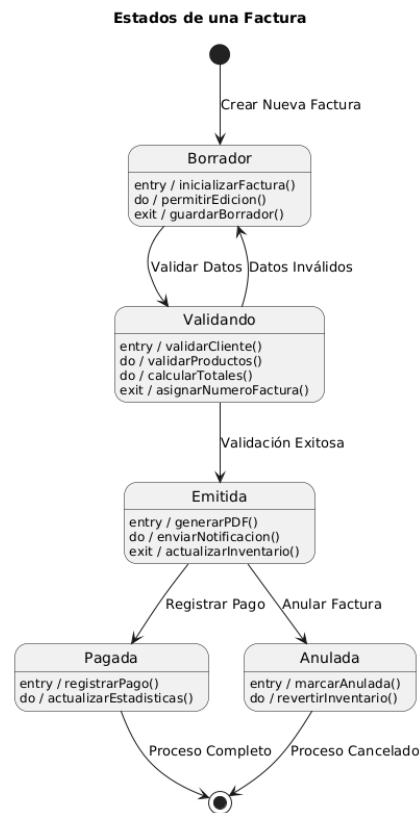 Estados de una Factura
Crear Nueva Factura
Borrador
entry / inicializarFactura()
do / permitirEdicion()
exit / guardarBorrador()
Validar Datos
Datos Inválidos
Validando
entry / validarCliente()
do / validarProductos()
do / calcularTotales()
exit / asignarNumeroFactura()
Validación Exitosa
Emitida
entry / generarPDF()
do / enviarNotificacion()
exit / actualizarInventario()
Registrar Pago
Anular Factura
Pagada
entry / registrarPago()
do / actualizarEstadisticas()
Anulada
entry / marcarAnulada()
do / revertirInventario()
Proceso Completo
Proceso Cancelado